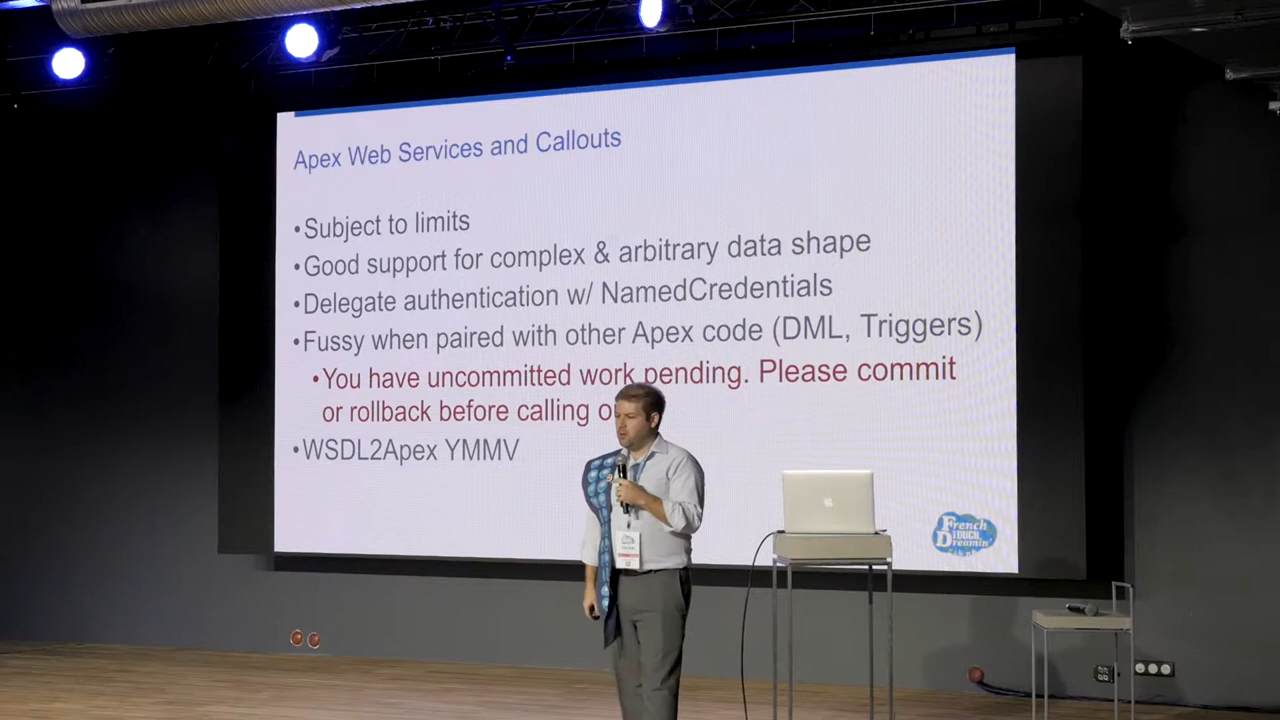 Apex Web Services and Callouts
•Subject to limits
•Good support for complex & arbitrary data shape
•Delegate authentication w/ NamedCredentials
•Fussy when paired with other Apex code (DML, Triggers)
•You have uncommitted work pending. Please commit
or rollback before calling
•WSDL2Apex YMMV
French
TOUCH
Dreamin'